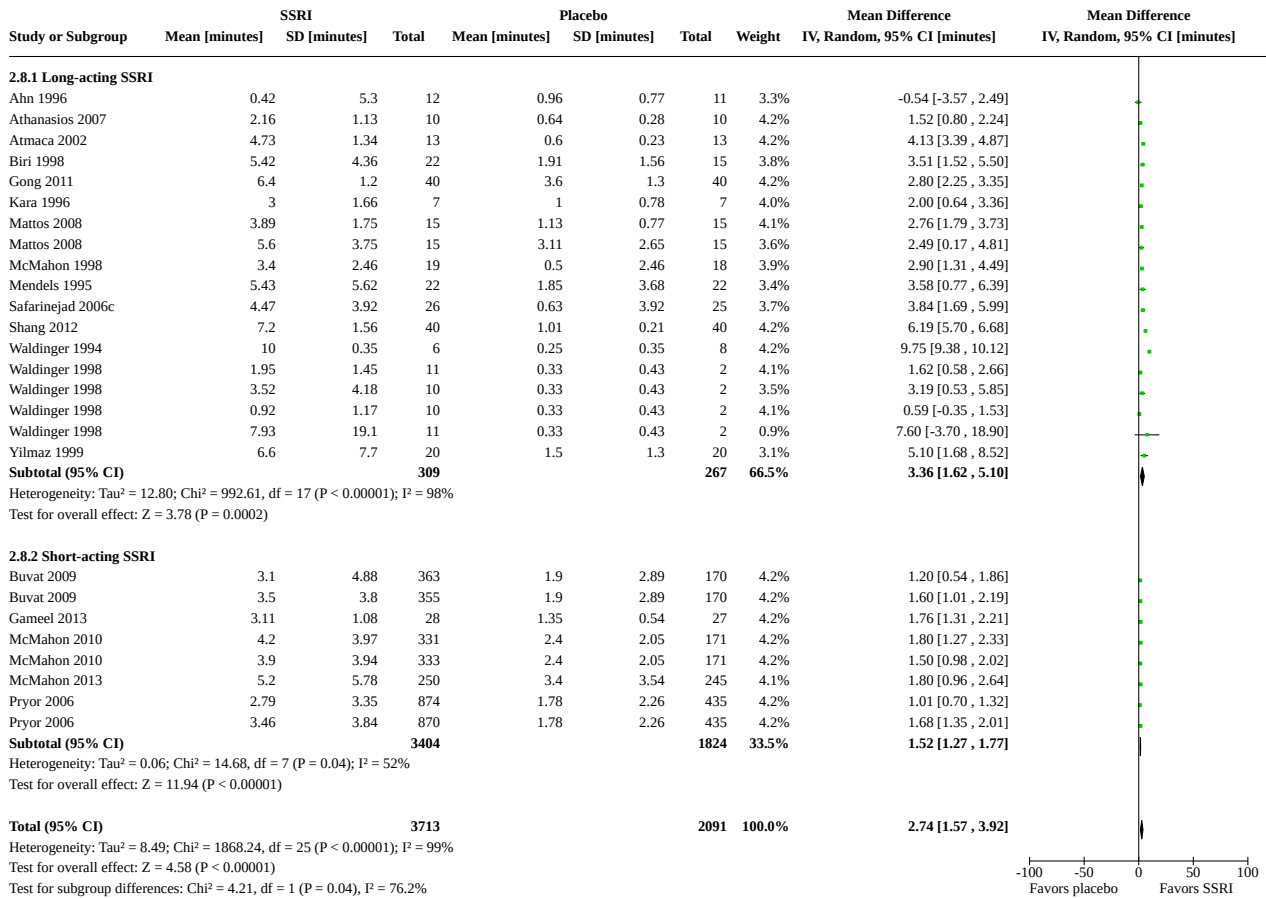 SSRI Placebo Mean Difference Mean Difference
Study or Subgroup Mean [minutes] SD [minutes] Total Mean [minutes] SD [minutes] Total Weight IV, Random, 95% CI [minutes] IV, Random, 95% CI [minutes]
2.8.1 Long-acting SSRI
Ahn 1996 0.42 5.3 12 0.96 0.77 11 3.3% -0.54 [-3.57 , 2.49]
Athanasios 2007 2.16 1.13 10 0.64 0.28 10 4.2% 1.52 [0.80 , 2.24]
Atmaca 2002 4.73 1.34 13 0.6 0.23 13 4.2% 4.13 [3.39 , 4.87]
Biri 1998 5.42 4.36 22 1.91 1.56 15 3.8% 3.51 [1.52 , 5.50]
Gong 2011 6.4 1.2 40 3.6 1.3 40 4.2% 2.80 [2.25 , 3.35]
Kara 1996 3 1.66 7 1 0.78 7 4.0% 2.00 [0.64 , 3.36]
Mattos 2008 3.89 1.75 15 1.13 0.77 15 4.1% 2.76 [1.79 , 3.73]
Mattos 2008 5.6 3.75 15 3.11 2.65 15 3.6% 2.49 [0.17 , 4.81]
McMahon 1998 3.4 2.46 19 0.5 2.46 18 3.9% 2.90 [1.31 , 4.49]
Mendels 1995 5.43 5.62 22 1.85 3.68 22 3.4% 3.58 [0.77 , 6.39]
Safarinejad 2006c 4.47 3.92 26 0.63 3.92 25 3.7% 3.84 [1.69 , 5.99]
Shang 2012 7.2 1.56 40 1.01 0.21 40 4.2% 6.19 [5.70 , 6.68]
Waldinger 1994 10 0.35 6 0.25 0.35 8 4.2% 9.75 [9.38 , 10.12]
Waldinger 1998 1.95 1.45 11 0.33 0.43 2 4.1% 1.62 [0.58 , 2.66]
Waldinger 1998 3.52 4.18 10 0.33 0.43 2 3.5% 3.19 [0.53 , 5.85]
Waldinger 1998 0.92 1.17 10 0.33 0.43 2 4.1% 0.59 [-0.35 , 1.53]
Waldinger 1998 7.93 19.1 11 0.33 0.43 2 0.9% 7.60 [-3.70 , 18.90]
Yilmaz 1999 6.6 7.7 20 1.5 1.3 20 3.1% 5.10 [1.68 , 8.52]
Subtotal (95% CI) 309 267 66.5% 3.36 [1.62 , 5.10]
Heterogeneity: Tau² = 12.80; Chi² = 992.61, df = 17 (P < 0.00001); I² = 98%
Test for overall effect: Z = 3.78 (P = 0.0002)
2.8.2 Short-acting SSRI
Buvat 2009 3.1 4.88 363 1.9 2.89 170 4.2% 1.20 [0.54 , 1.86]
Buvat 2009 3.5 3.8 355 1.9 2.89 170 4.2% 1.60 [1.01 , 2.19]
Gameel 2013 3.11 1.08 28 1.35 0.54 27 4.2% 1.76 [1.31 , 2.21]
McMahon 2010 4.2 3.97 331 2.4 2.05 171 4.2% 1.80 [1.27 , 2.33]
McMahon 2010 3.9 3.94 333 2.4 2.05 171 4.2% 1.50 [0.98 , 2.02]
McMahon 2013 5.2 5.78 250 3.4 3.54 245 4.1% 1.80 [0.96 , 2.64]
Pryor 2006 2.79 3.35 874 1.78 2.26 435 4.2% 1.01 [0.70 , 1.32]
Pryor 2006 3.46 3.84 870 1.78 2.26 435 4.2% 1.68 [1.35 , 2.01]
Subtotal (95% CI) 3404 1824 33.5% 1.52 [1.27 , 1.77]
Heterogeneity: Tau² = 0.06; Chi² = 14.68, df = 7 (P = 0.04); I² = 52%
Test for overall effect: Z = 11.94 (P < 0.00001)
Total (95% CI) 3713 2091 100.0% 2.74 [1.57 , 3.92]
Heterogeneity: Tau² = 8.49; Chi² = 1868.24, df = 25 (P < 0.00001); I² = 99%
Test for overall effect: Z = 4.58 (P < 0.00001)
-100 -50 0 50 100
Test for subgroup differences: Chi² = 4.21, df = 1 (P = 0.04), I² = 76.2% Favors placebo Favors SSRI